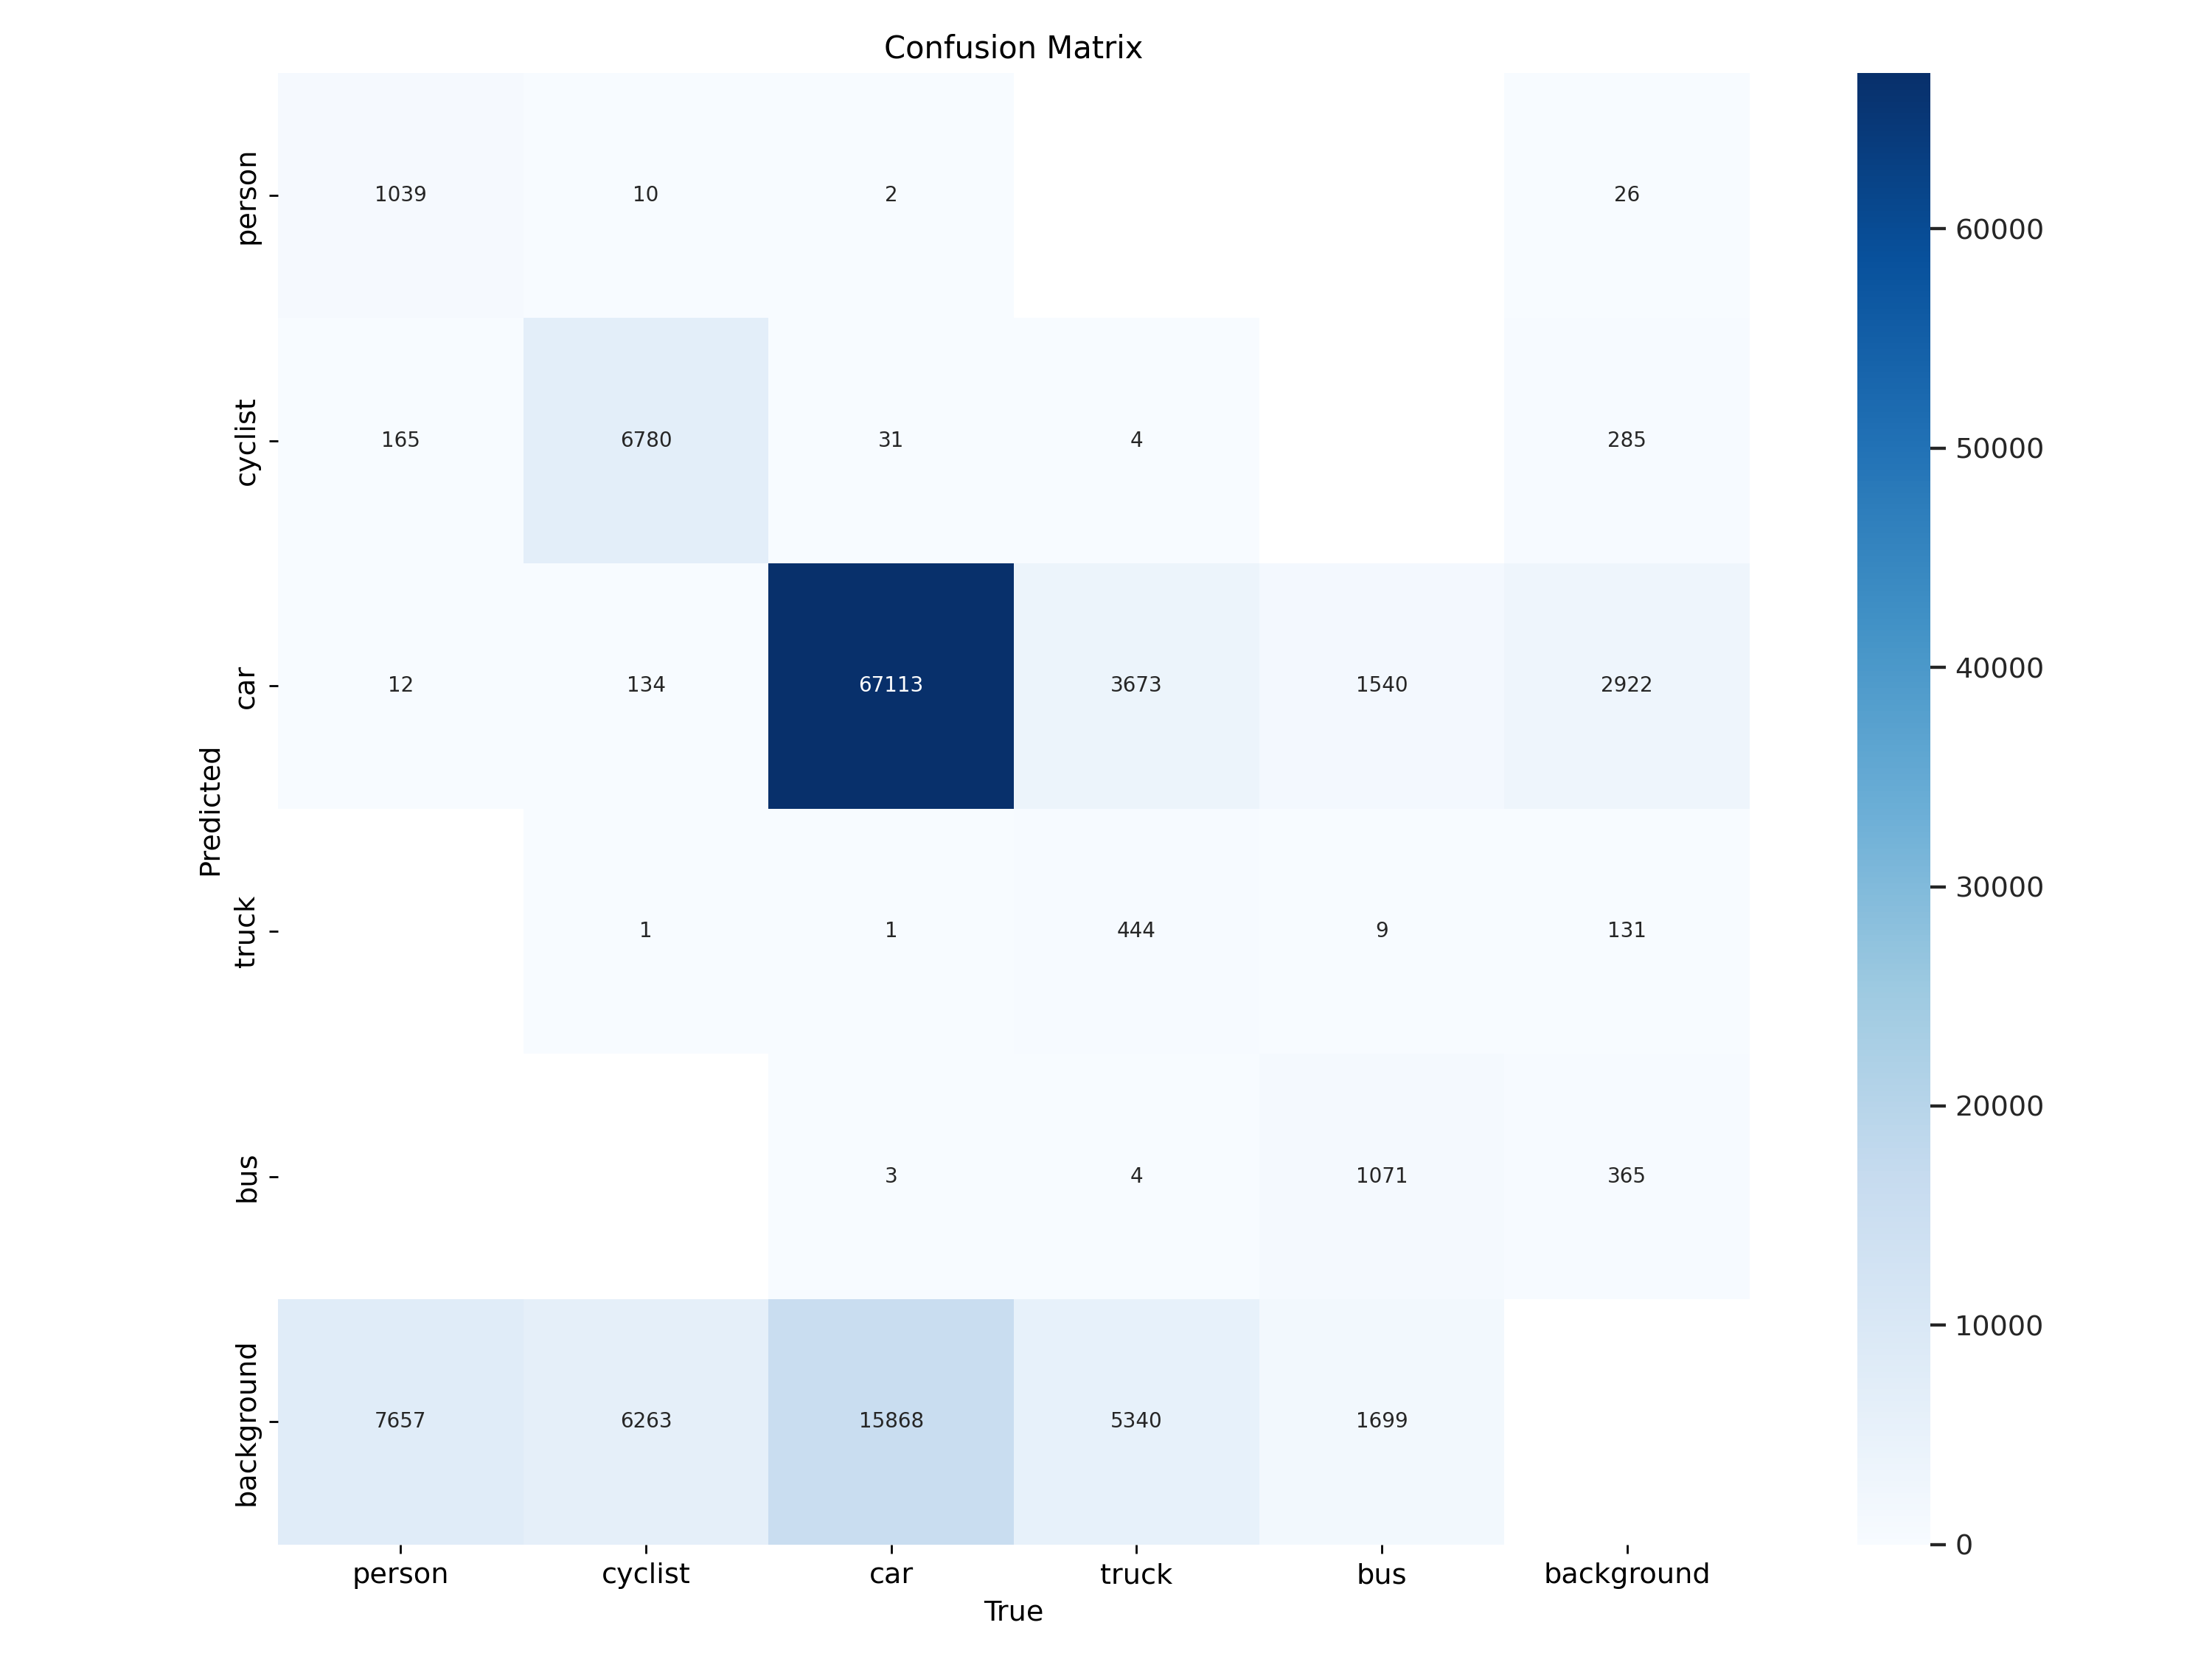 Confusion Matrix
person 1039 10 2 26
cyclist 165 6780 31 4 285
car 12 134 67113 3673 1540 2922
truck 1 1 444 9 131
bus 3 4 1071 365
background 7657 6263 15868 5340 1699
person cyclist car truck bus background
True
Predicted
60000
50000
40000
30000
20000
10000
0